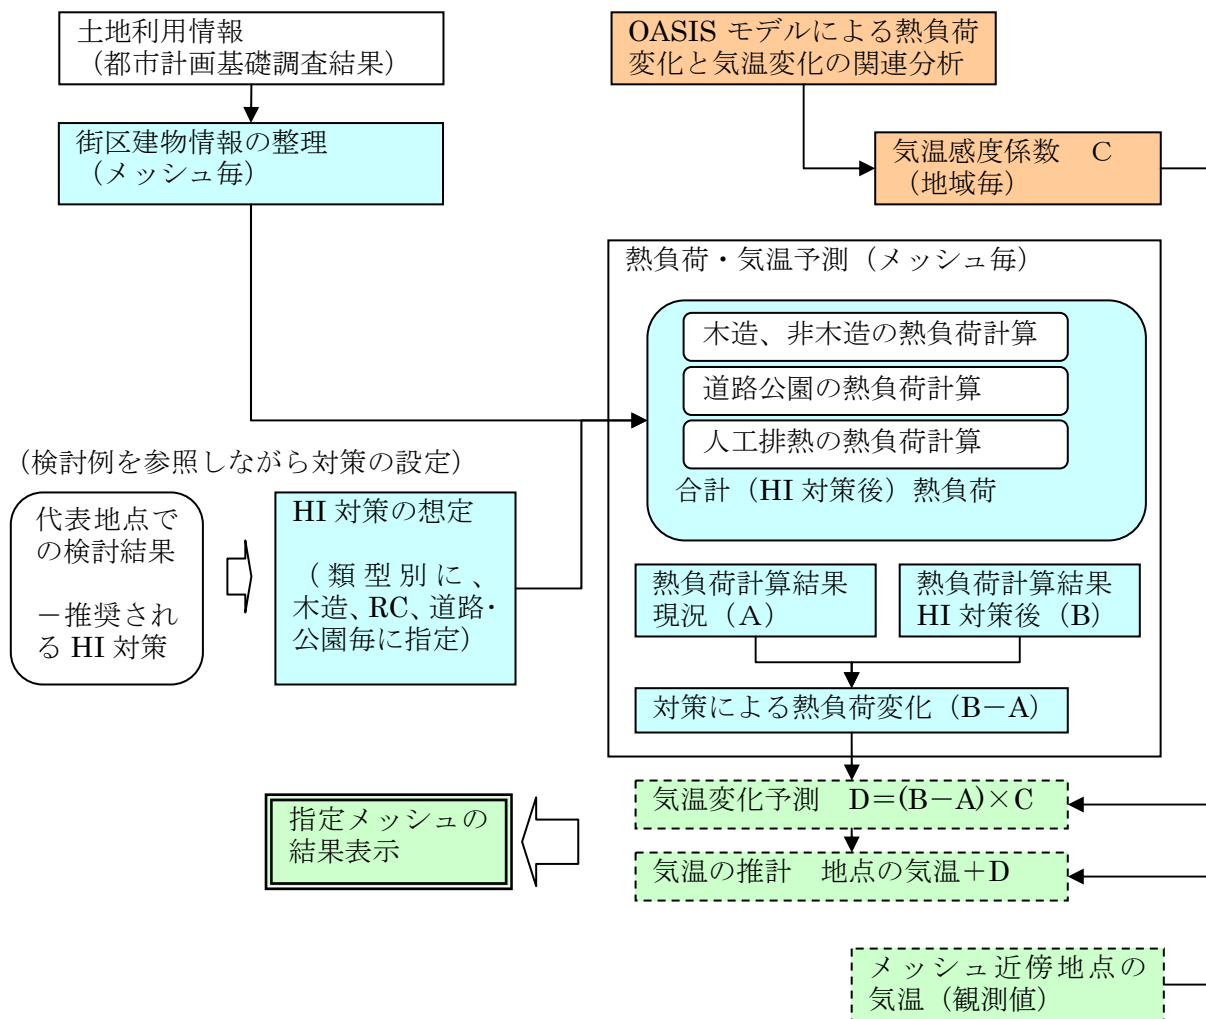 土地利用情報
（都市計画基礎調査結果）
OASIS モデルによる熱負荷
変化と気温変化の関連分析
街区建物情報の整理
（メッシュ毎）
気温感度係数　C
（地域毎）
熱負荷・気温予測（メッシュ毎）
木造、非木造の熱負荷計算
道路公園の熱負荷計算
人工排熱の熱負荷計算
合計（HI 対策後）熱負荷
（検討例を参照しながら対策の設定）
代表地点で
の検討結果
－推奨され
る HI 対策
HI 対策の想定
（類型別に、
木造、RC、道路・
公園毎に指定）
熱負荷計算結果
現況（A）
熱負荷計算結果
HI 対策後（B）
対策による熱負荷変化（B－A）
気温変化予測　D＝(B－A)×C
気温の推計　地点の気温＋D
指定メッシュの
結果表示
メッシュ近傍地点の
気温（観測値）